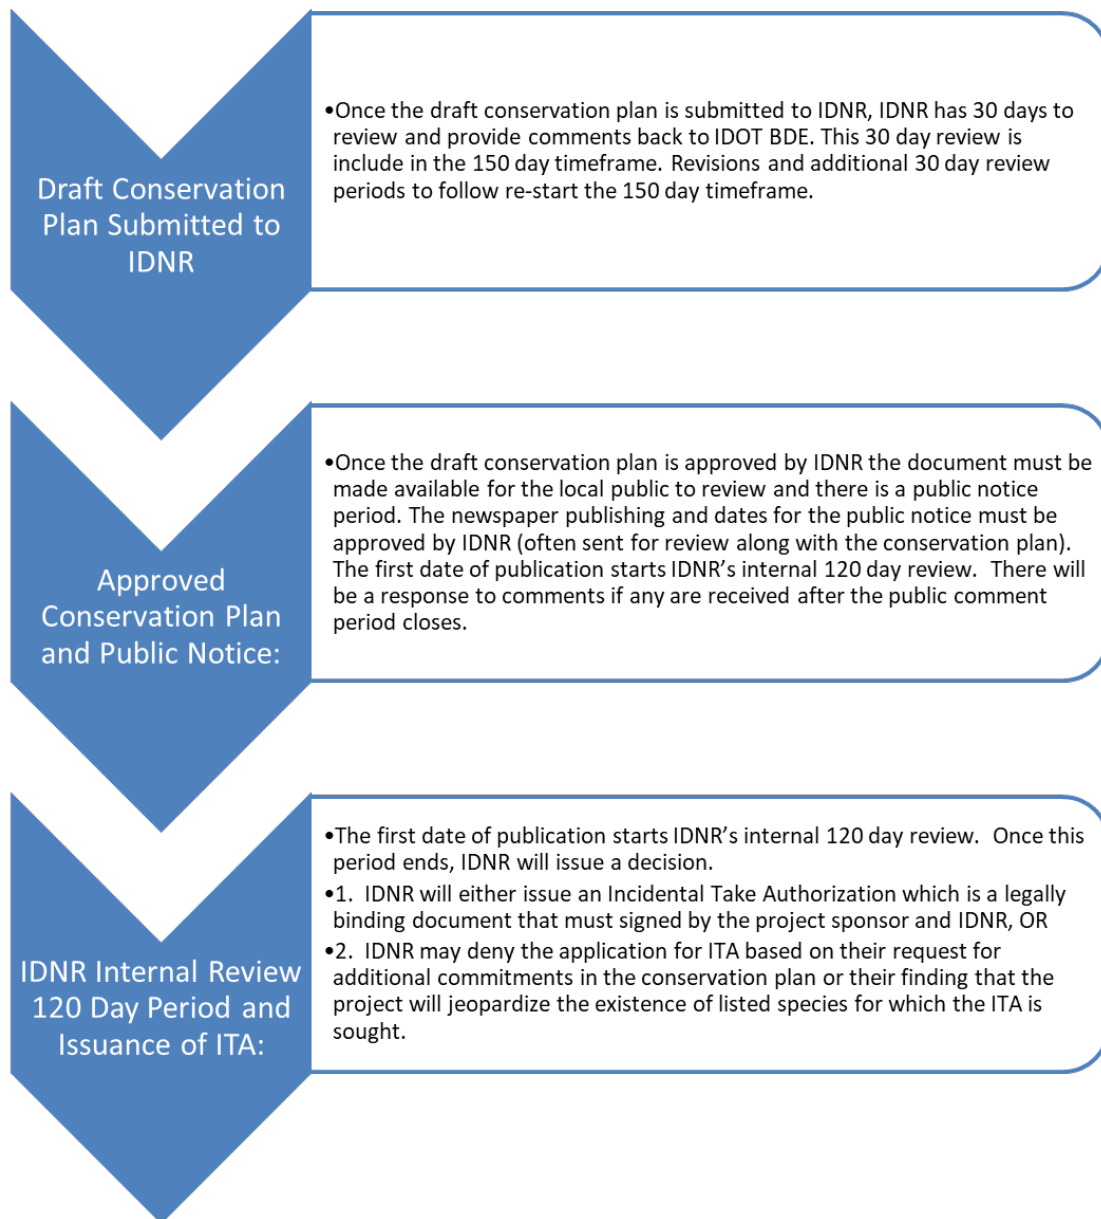 Draft Conservation
Plan Submitted to
IDNR
•Once the draft conservation plan is submitted to IDNR, IDNR has 30 days to
review and provide comments back to IDOT BDE. This 30 day review is
include in the 150 day timeframe. Revisions and additional 30 day review
periods to follow re-start the 150 day timeframe.
Approved
Conservation Plan
and Public Notice:
•Once the draft conservation plan is approved by IDNR the document must be
made available for the local public to review and there is a public notice
period. The newspaper publishing and dates for the public notice must be
approved by IDNR (often sent for review along with the conservation plan).
The first date of publication starts IDNR’s internal 120 day review.  There will
be a response to comments if any are received after the public comment
period closes.
IDNR Internal Review
120 Day Period and
Issuance of ITA:
•The first date of publication starts IDNR’s internal 120 day review.  Once this
period ends, IDNR will issue a decision.
•1.  IDNR will either issue an Incidental Take Authorization which is a legally
binding document that must signed by the project sponsor and IDNR, OR
•2.  IDNR may deny the application for ITA based on their request for
additional commitments in the conservation plan or their finding that the
project will jeopardize the existence of listed species for which the ITA is
sought.